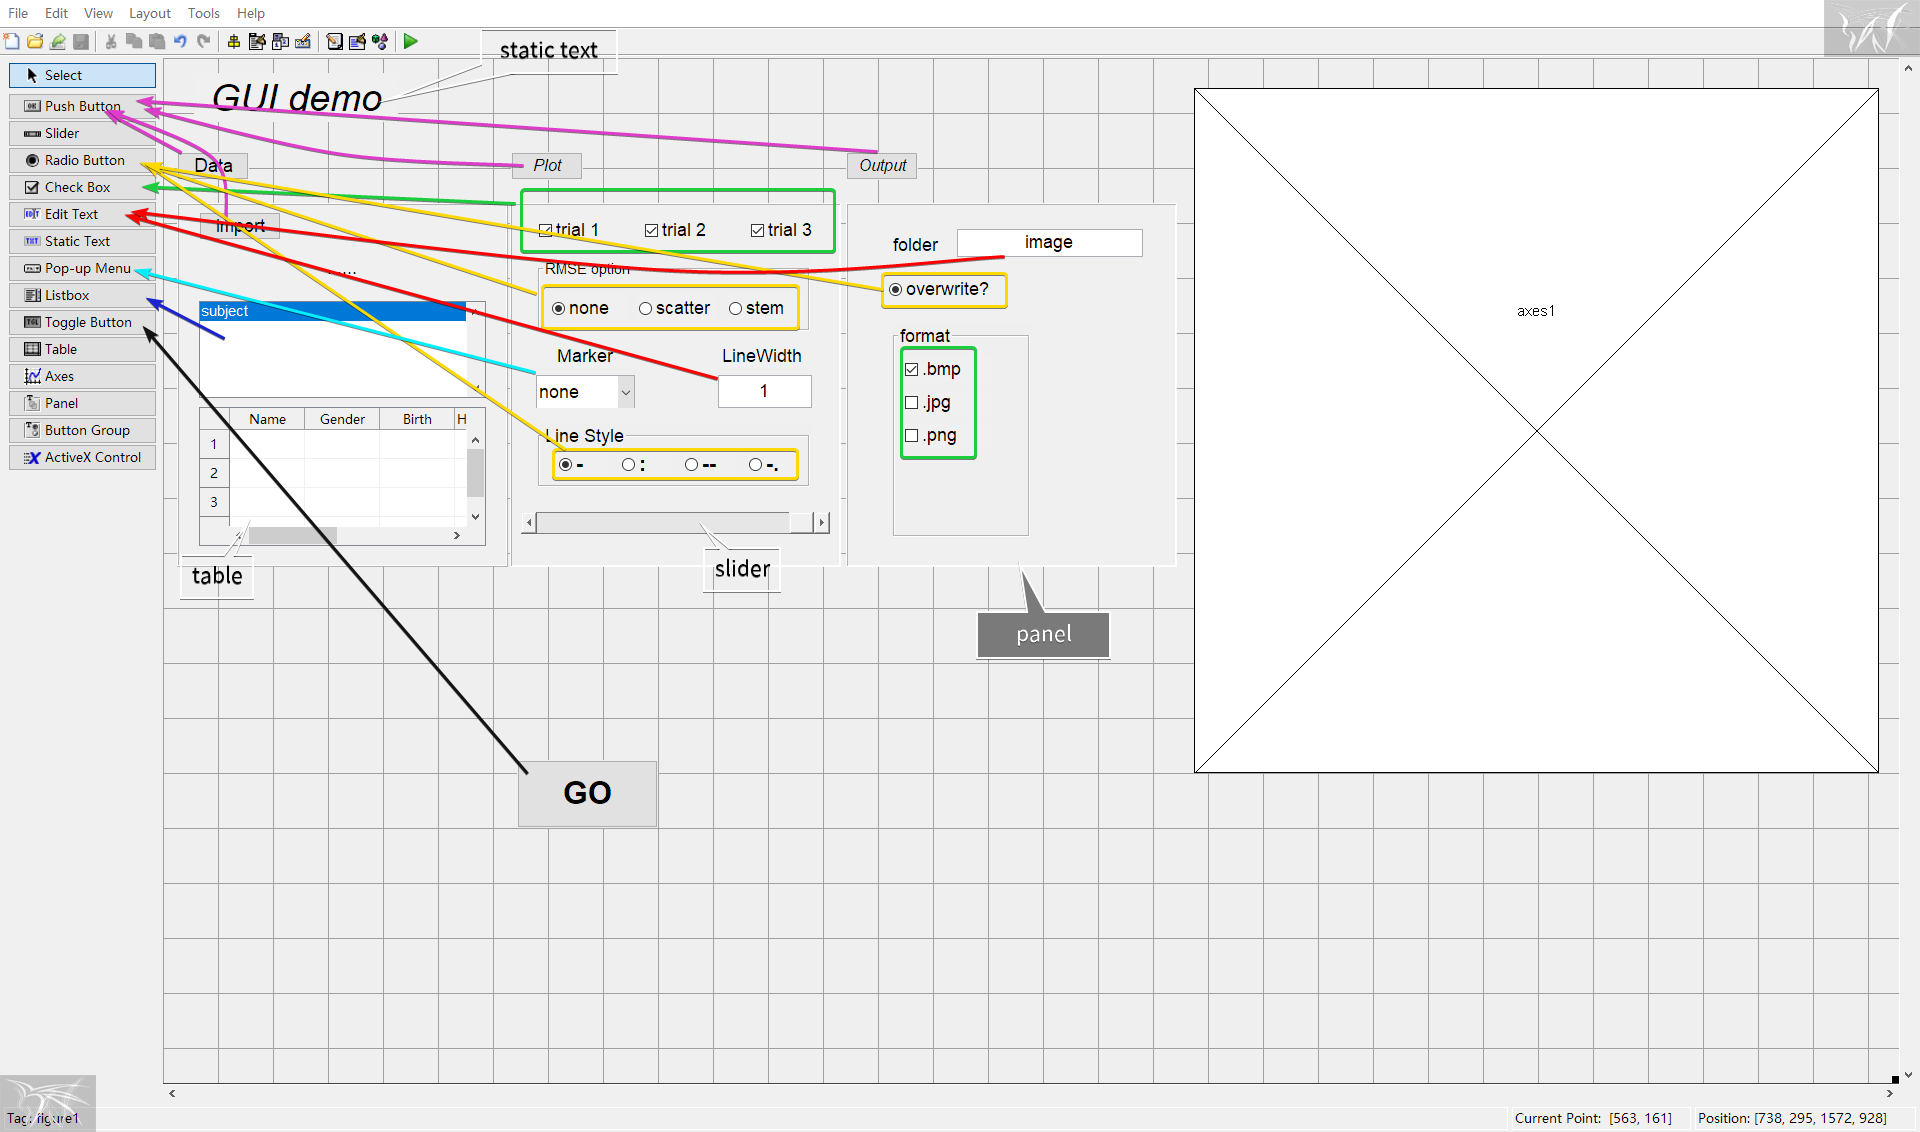 File Edit View Layout Tools Help
static text
Select
GUI demo
Push Button
Slider
Radio Button
Data
Plot
Output
Check Box
Edit Text
Import
trial 1 trial 2 trial 3
folder image
Static Text
Pop-up Menu
RMSE option
overwrite?
Listbox
subject
none scatter stem
axes1
Toggle Button
format
Table
Marker LineWidth
.bmp
Axes
none 1
.jpg
Panel
Name Gender Birth H
Button Group
Line Style
.png
1
ActiveX Control
- : -- -.
2
3
table
slider
panel
GO
Tag: figure1
Current Point: [563, 161] Position: [738, 295, 1572, 928]